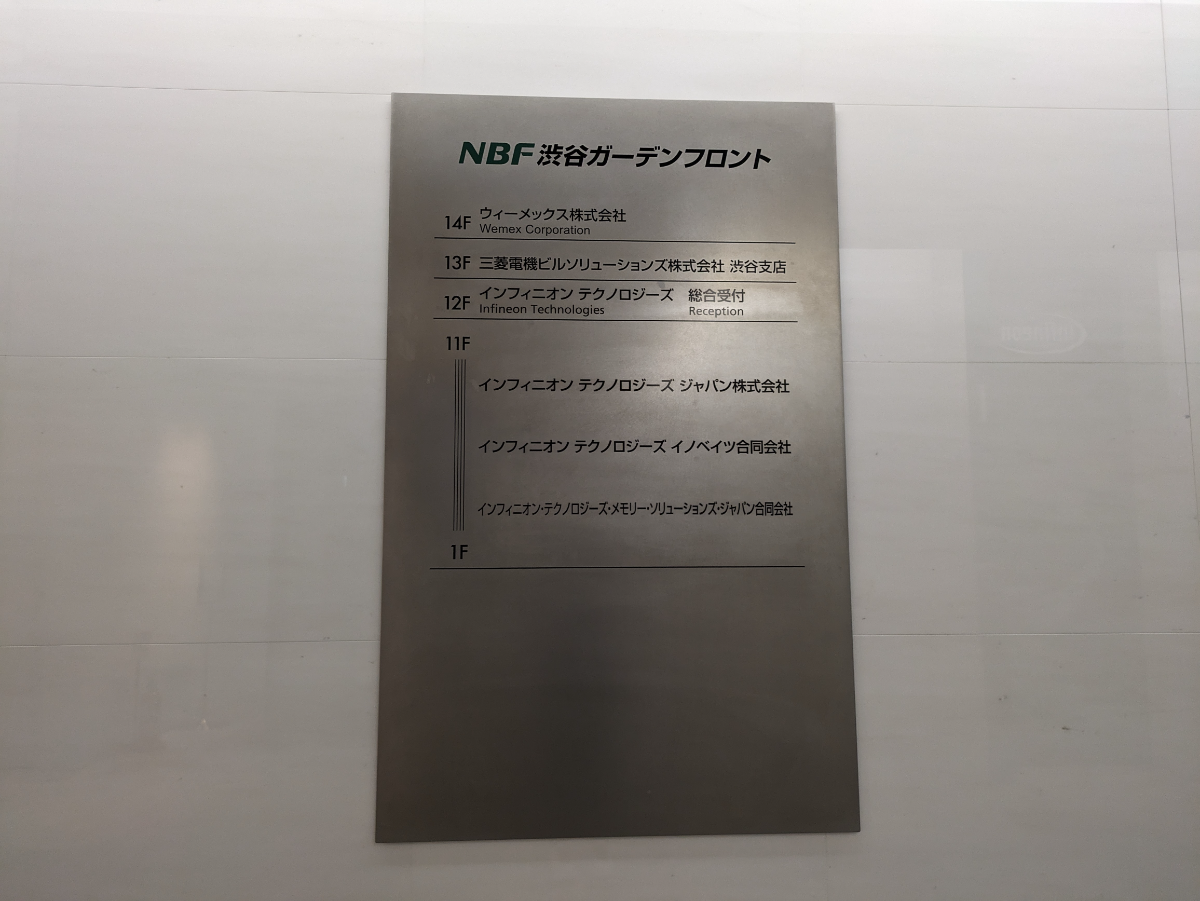 NBF 渋谷ガーデンフロント
14F ウィーメックス株式会社
Wemex Corporation
13F 三菱電機ビルソリューションズ株式会社 渋谷支店
12F インフィニオン テクノロジーズ 総合受付
Infineon Technologies Reception
11F
インフィニオン テクノロジーズ ジャパン株式会社
インフィニオン テクノロジーズ イノベイツ合同会社
インフィニオン・テクノロジーズ・メモリー・ソリューションズ・ジャパン合同会社
1F